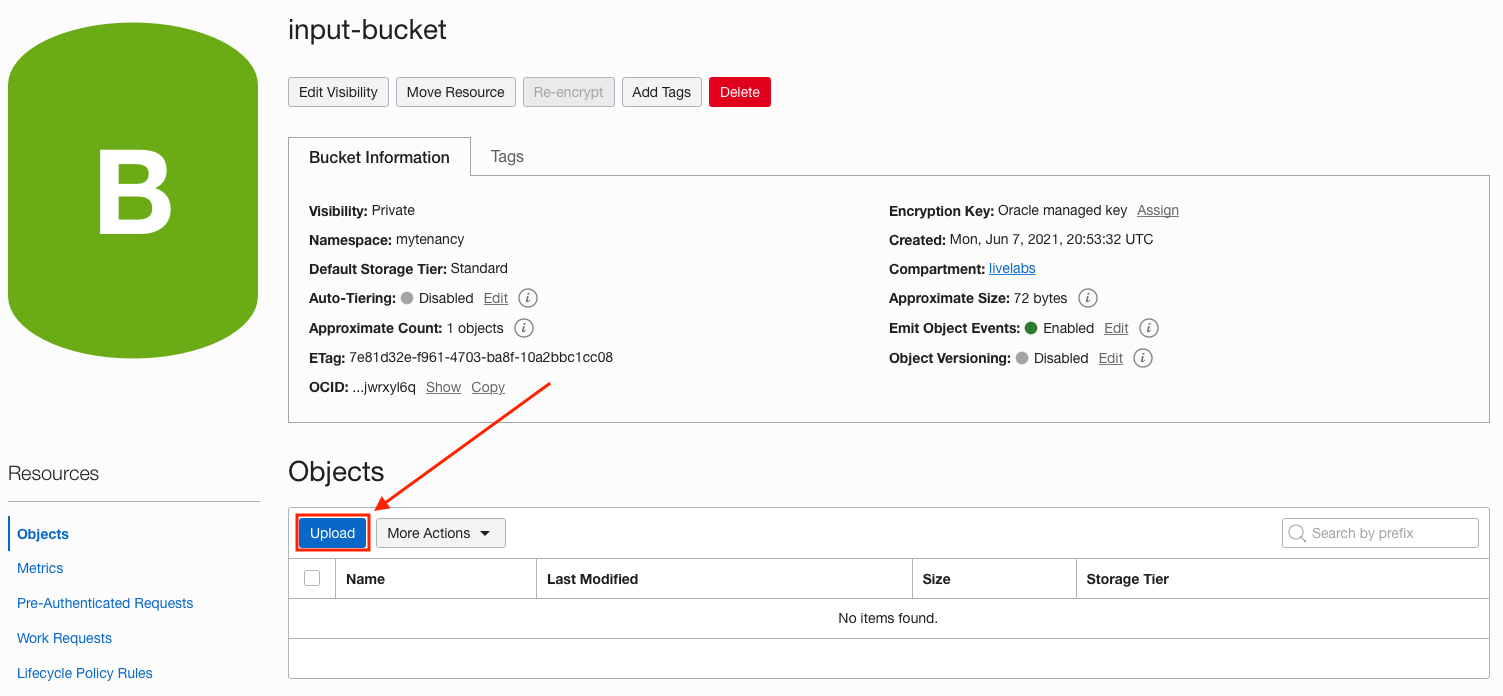 B
input-bucket
Edit Visibility Move Resource Re-encrypt Add Tags Delete
Bucket Information Tags
Visibility: Private
Namespace: mytenancy
Default Storage Tier: Standard
Auto-Tiering: Disabled Edit i
Approximate Count: 1 objects i
ETag: 7e81d32e-f961-4703-ba8f-10a2bbc1cc08
OCID: ...jwrxyl6q Show Copy
Encryption Key: Oracle managed key Assign
Created: Mon, Jun 7, 2021, 20:53:32 UTC
Compartment: livelabs
Approximate Size: 72 bytes i
Emit Object Events: Enabled Edit i
Object Versioning: Disabled Edit i
Resources
Objects
Metrics
Pre-Authenticated Requests
Work Requests
Lifecycle Policy Rules
Objects
Upload More Actions Search by prefix
Name Last Modified Size Storage Tier
No items found.